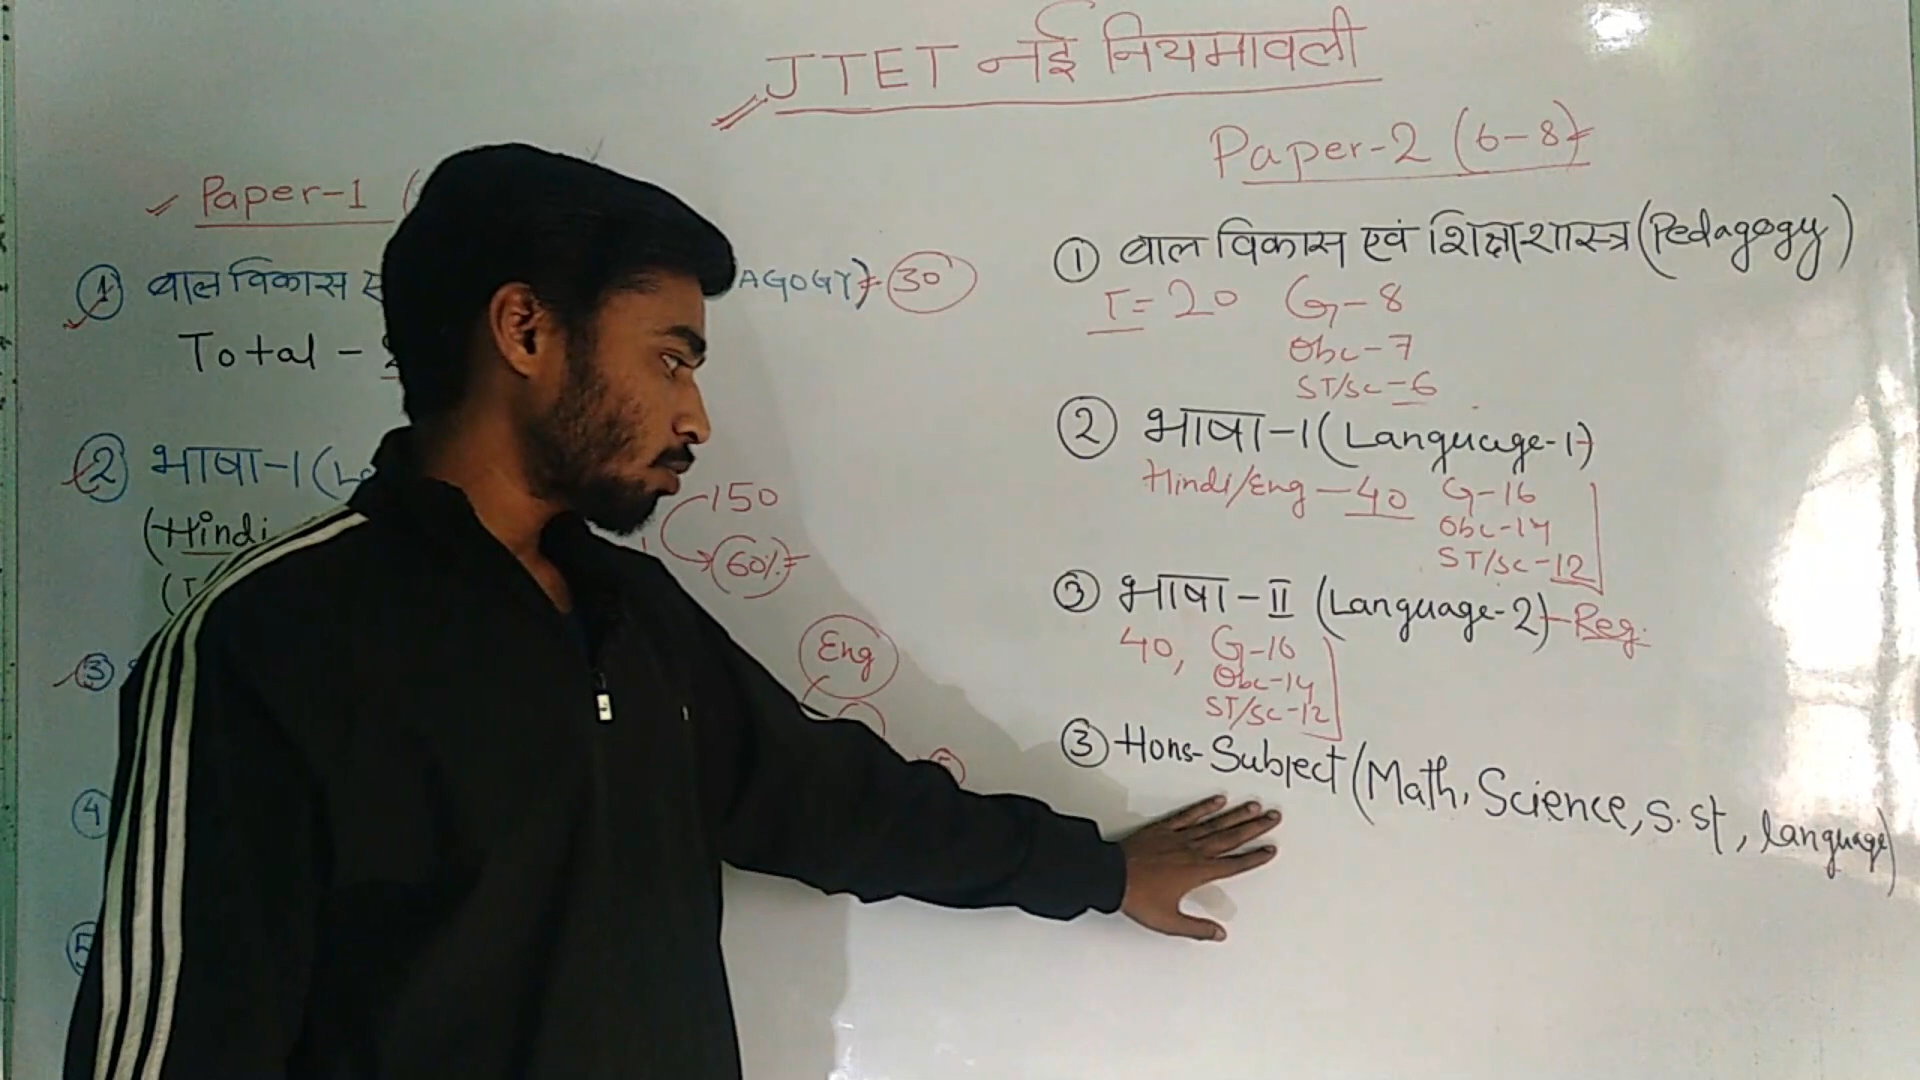 JTET नई नियमावली
Paper-1 (
① बाल विकास
AGOGY) 30
Total -
② भाषा-I (
(Hindi
150
60%
③
Eng
④
⑤
Paper-2 (6-8)
① बाल विकास एवं शिक्षाशास्त्र (Pedagogy)
T = 20 G-8
Obc-7
ST/SC-6
② भाषा-I (Language-1)
Hindi/Eng - 40 G-16
Obc-14
ST/SC-12
③ भाषा-II (Language-2) - Reg.
40, G-16
Obc-14
ST/SC-12
③ Hons-Subject (Math, Science, S.St, language)